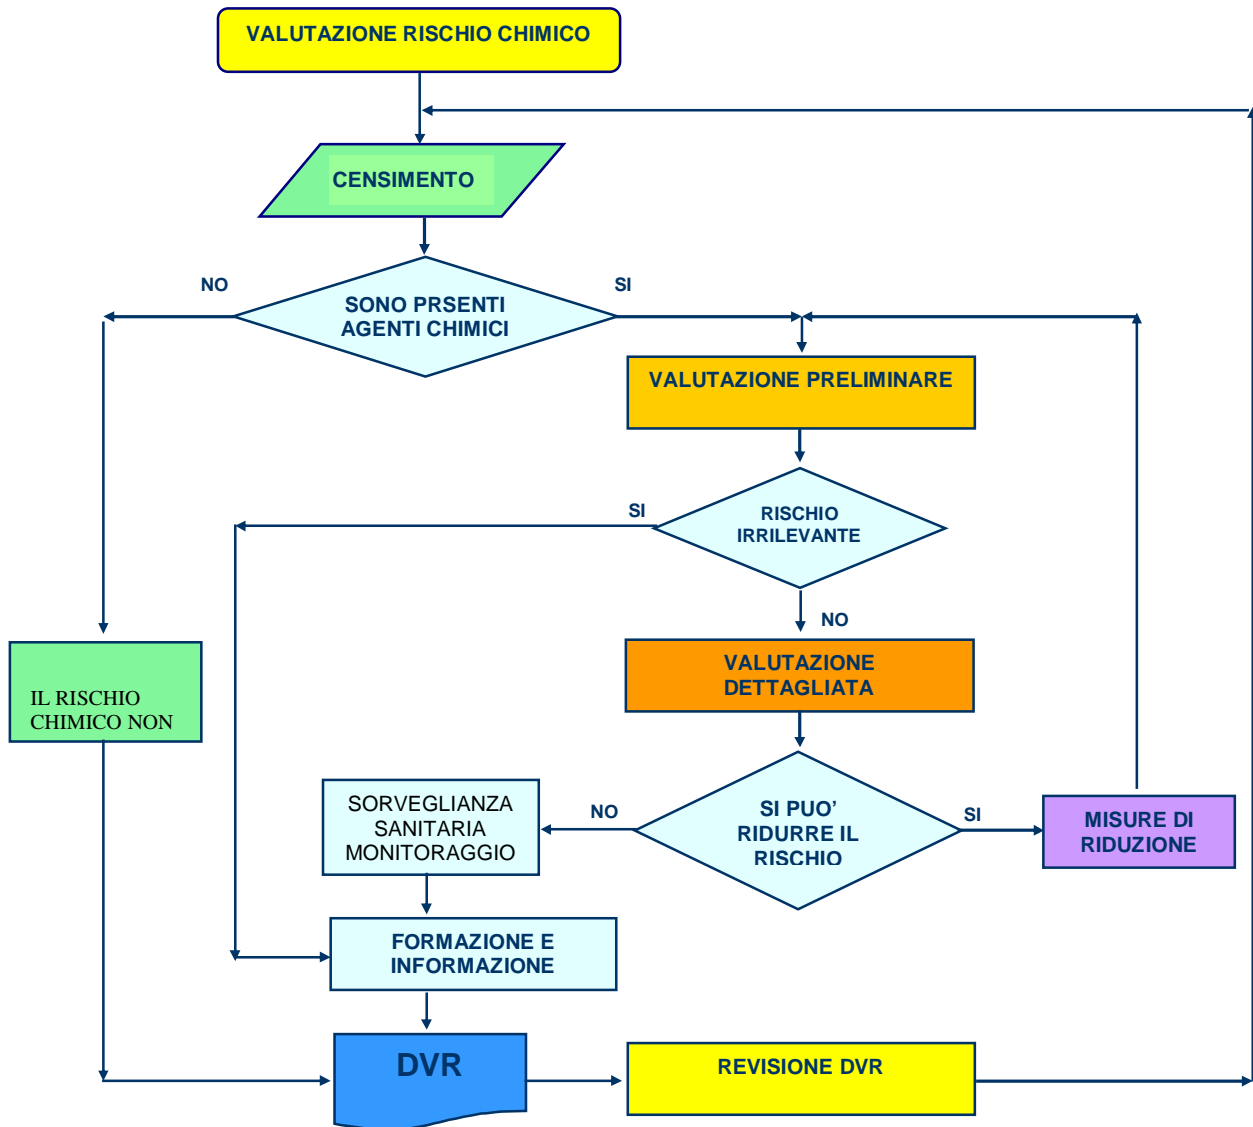 VALUTAZIONE RISCHIO CHIMICO
CENSIMENTO
NO
SI
SONO PRSENTI
AGENTI CHIMICI
VALUTAZIONE PRELIMINARE
SI
RISCHIO
IRRILEVANTE
NO
VALUTAZIONE
DETTAGLIATA
IL RISCHIO
CHIMICO NON
SORVEGLIANZA
SANITARIA
MONITORAGGIO
NO
SI PUO’
RIDURRE IL
RISCHIO
SI
MISURE DI
RIDUZIONE
FORMAZIONE E
INFORMAZIONE
DVR
REVISIONE DVR